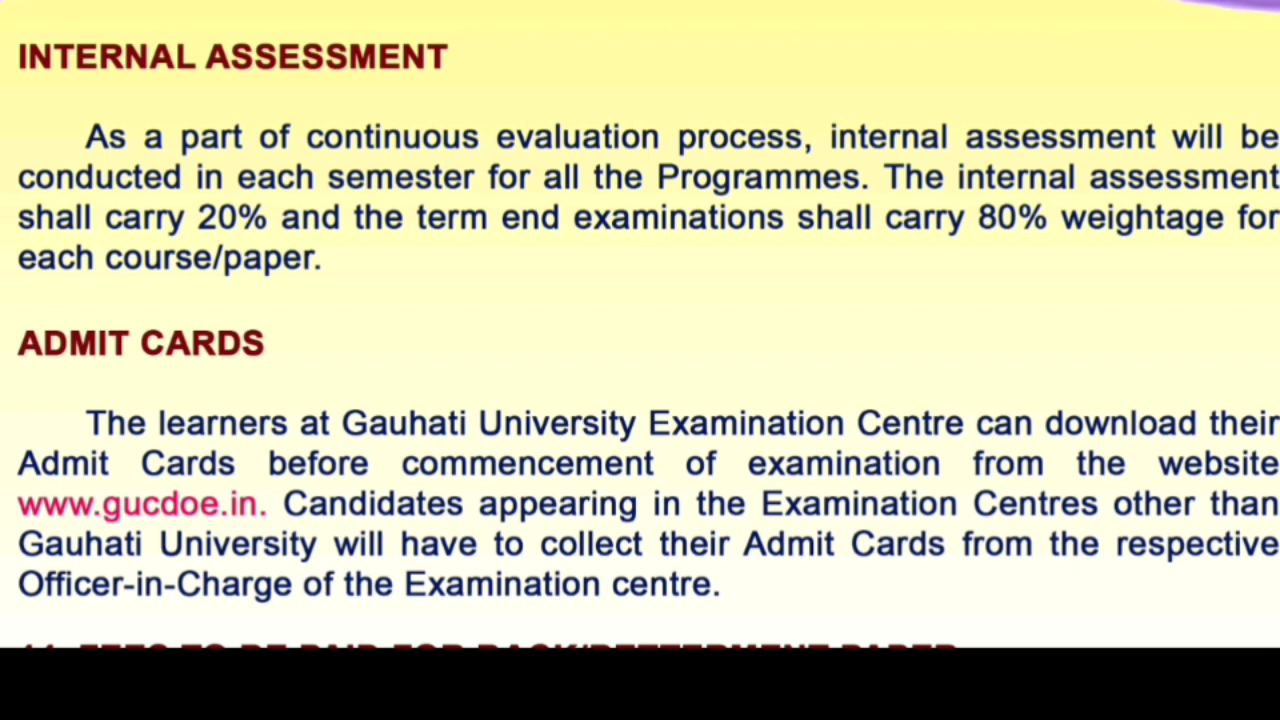 INTERNAL ASSESSMENT
As a part of continuous evaluation process, internal assessment will be
conducted in each semester for all the Programmes. The internal assessment
shall carry 20% and the term end examinations shall carry 80% weightage for
each course/paper.
ADMIT CARDS
The learners at Gauhati University Examination Centre can download their
Admit Cards before commencement of examination from the website
www.gucdoe.in. Candidates appearing in the Examination Centres other than
Gauhati University will have to collect their Admit Cards from the respective
Officer-in-Charge of the Examination centre.